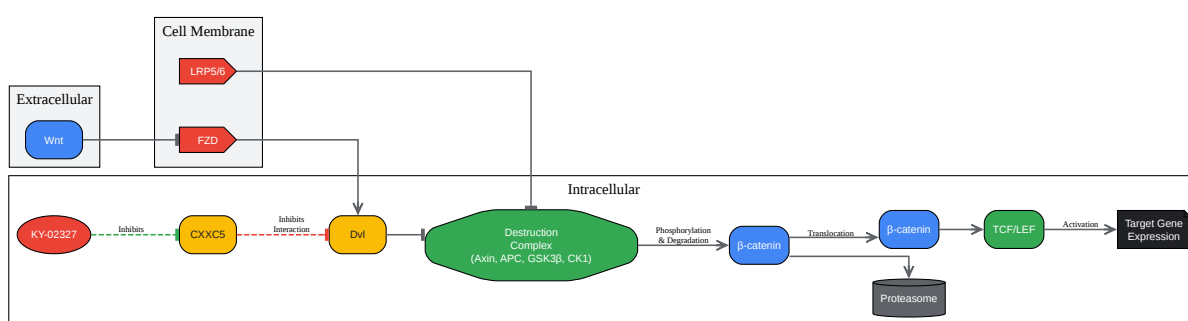 Cell Membrane
LRP5/6
Extracellular
Wnt
FZD
Intracellular
KY-02327
Inhibits
CXXC5
Inhibits
Interaction
Dvl
Destruction
Complex
(Axin, APC, GSK3β, CK1)
Phosphorylation
& Degradation
β-catenin
Translocation
β-catenin
TCF/LEF
Activation
Target Gene
Expression
Proteasome